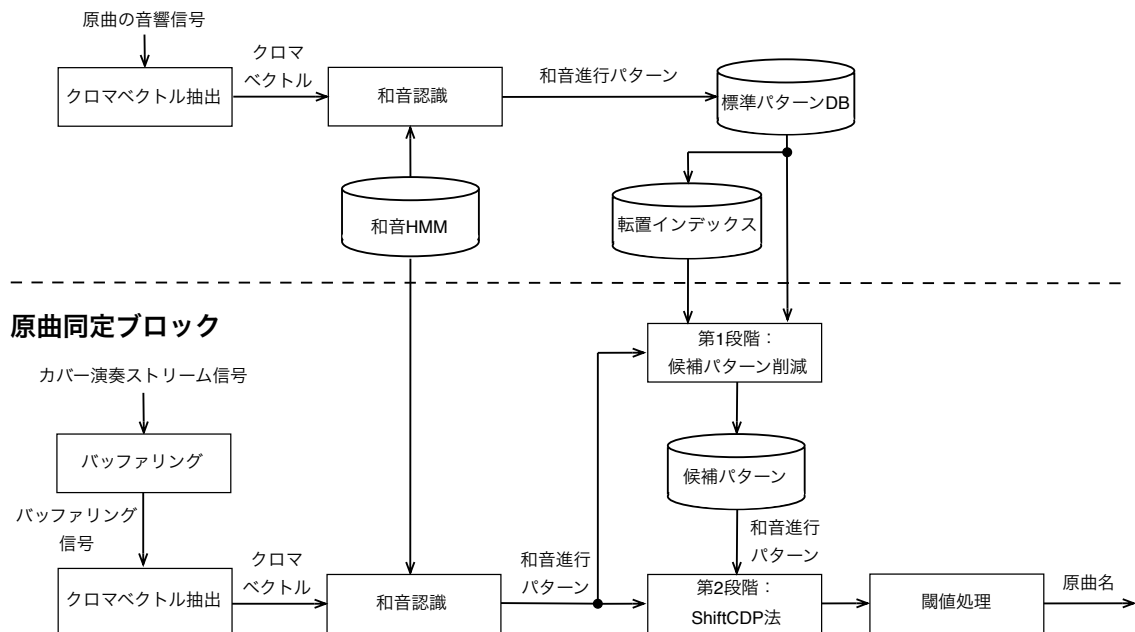 原曲の音響信号
クロマベクトル抽出
クロマ
ベクトル
和音認識
和音進行パターン
標準パターンDB
和音HMM
転置インデックス
原曲同定ブロック
カバー演奏ストリーム信号
バッファリング
バッファリング
信号
クロマベクトル抽出
クロマ
ベクトル
和音認識
和音進行
パターン
第1段階：
候補パターン削減
候補パターン
和音進行
パターン
第2段階：
ShiftCDP法
閾値処理
原曲名